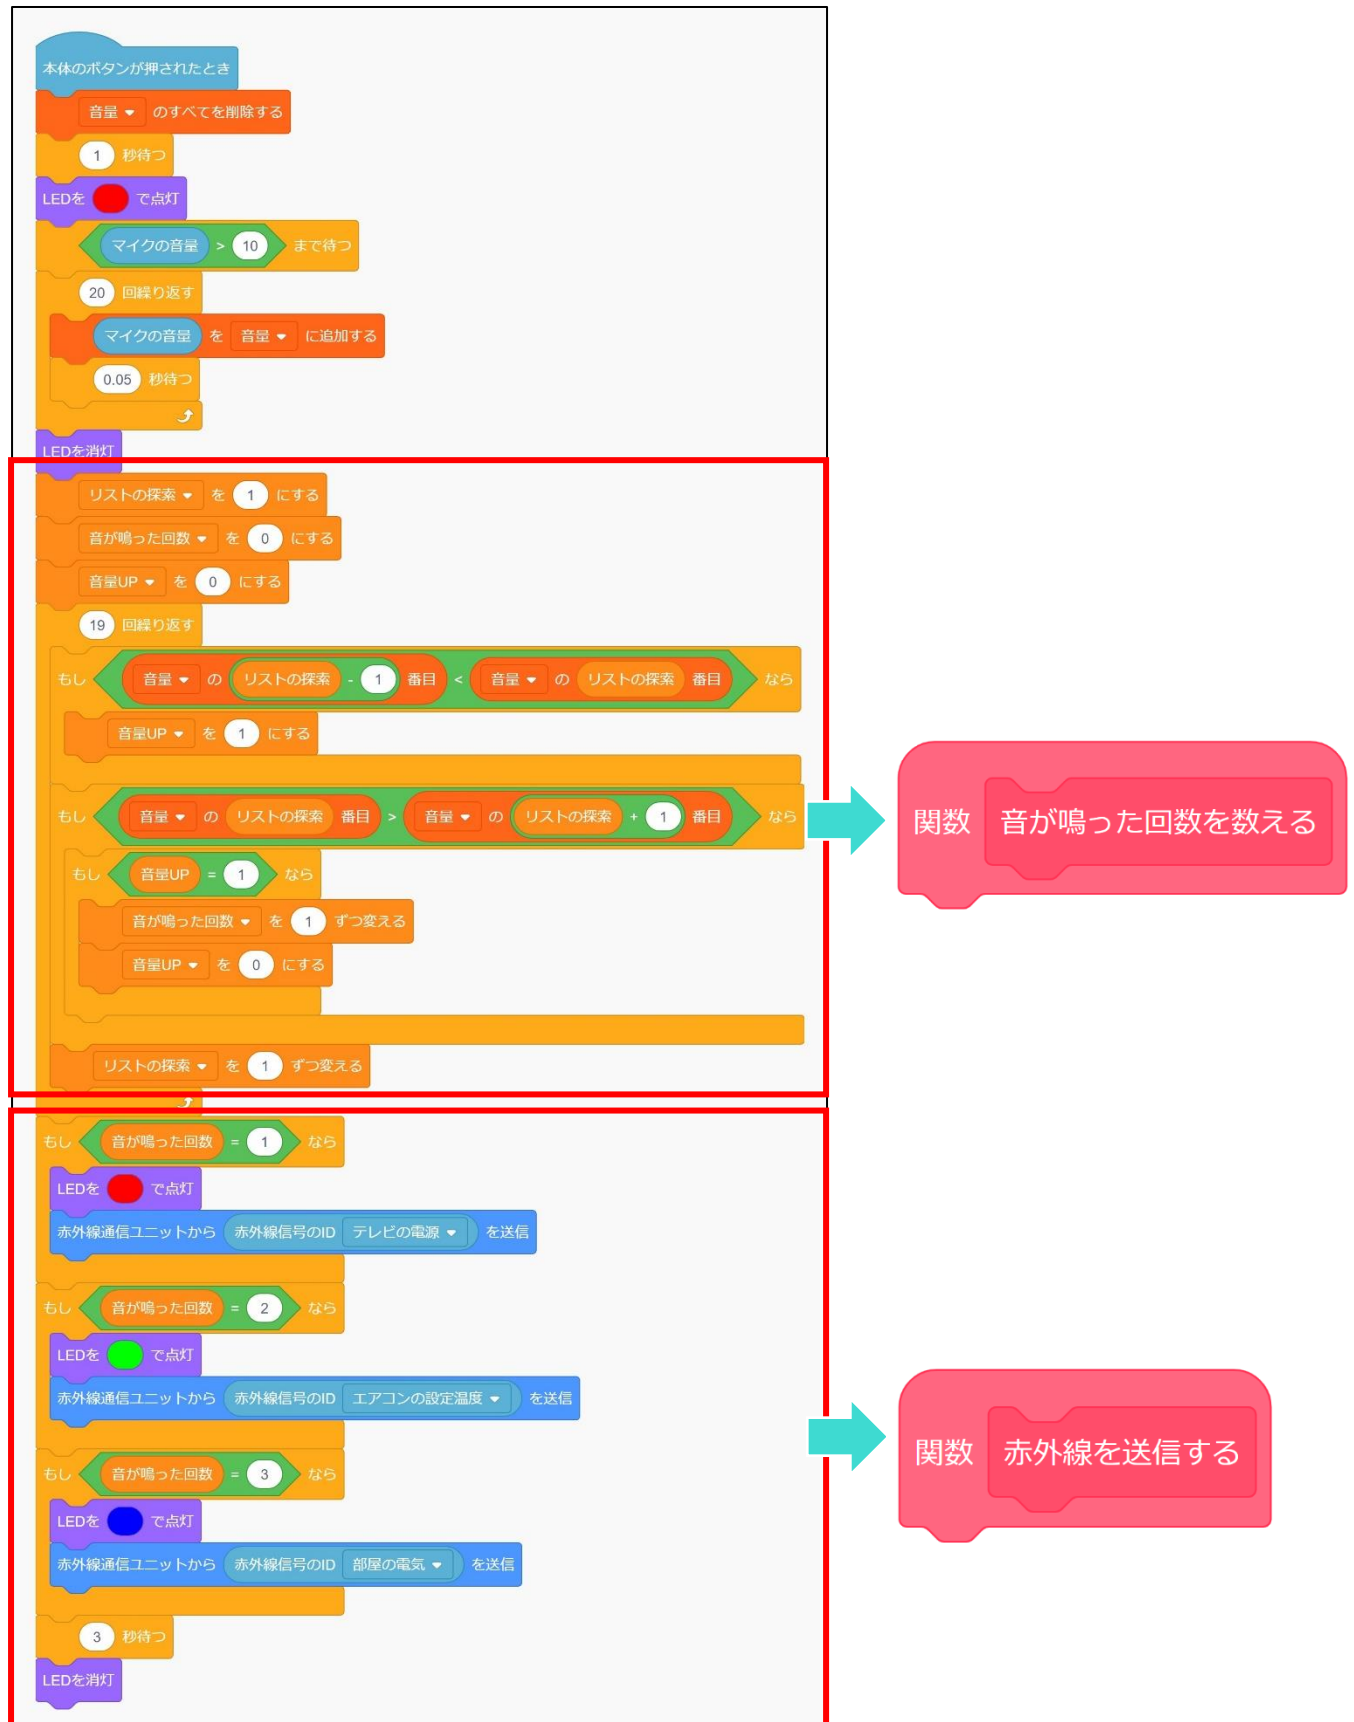 本体のボタンが押されたとき
音量 のすべてを削除する
1 秒待つ
LEDを で点灯
マイクの音量 > 10 まで待つ
20 回繰り返す
マイクの音量 を 音量 に追加する
0.05 秒待つ
LEDを消灯
リストの探索 を 1 にする
音が鳴った回数 を 0 にする
音量UP を 0 にする
19 回繰り返す
もし 音量 の リストの探索 - 1 番目 < 音量 の リストの探索 番目 なら
音量UP を 1 にする
もし 音量 の リストの探索 番目 > 音量 の リストの探索 + 1 番目 なら
関数 音が鳴った回数を数える
もし 音量UP = 1 なら
音が鳴った回数 を 1 ずつ変える
音量UP を 0 にする
リストの探索 を 1 ずつ変える
もし 音が鳴った回数 = 1 なら
LEDを で点灯
赤外線通信ユニットから 赤外線信号のID テレビの電源 を送信
もし 音が鳴った回数 = 2 なら
LEDを で点灯
赤外線通信ユニットから 赤外線信号のID エアコンの設定温度 を送信
関数 赤外線を送信する
もし 音が鳴った回数 = 3 なら
LEDを で点灯
赤外線通信ユニットから 赤外線信号のID 部屋の電気 を送信
3 秒待つ
LEDを消灯